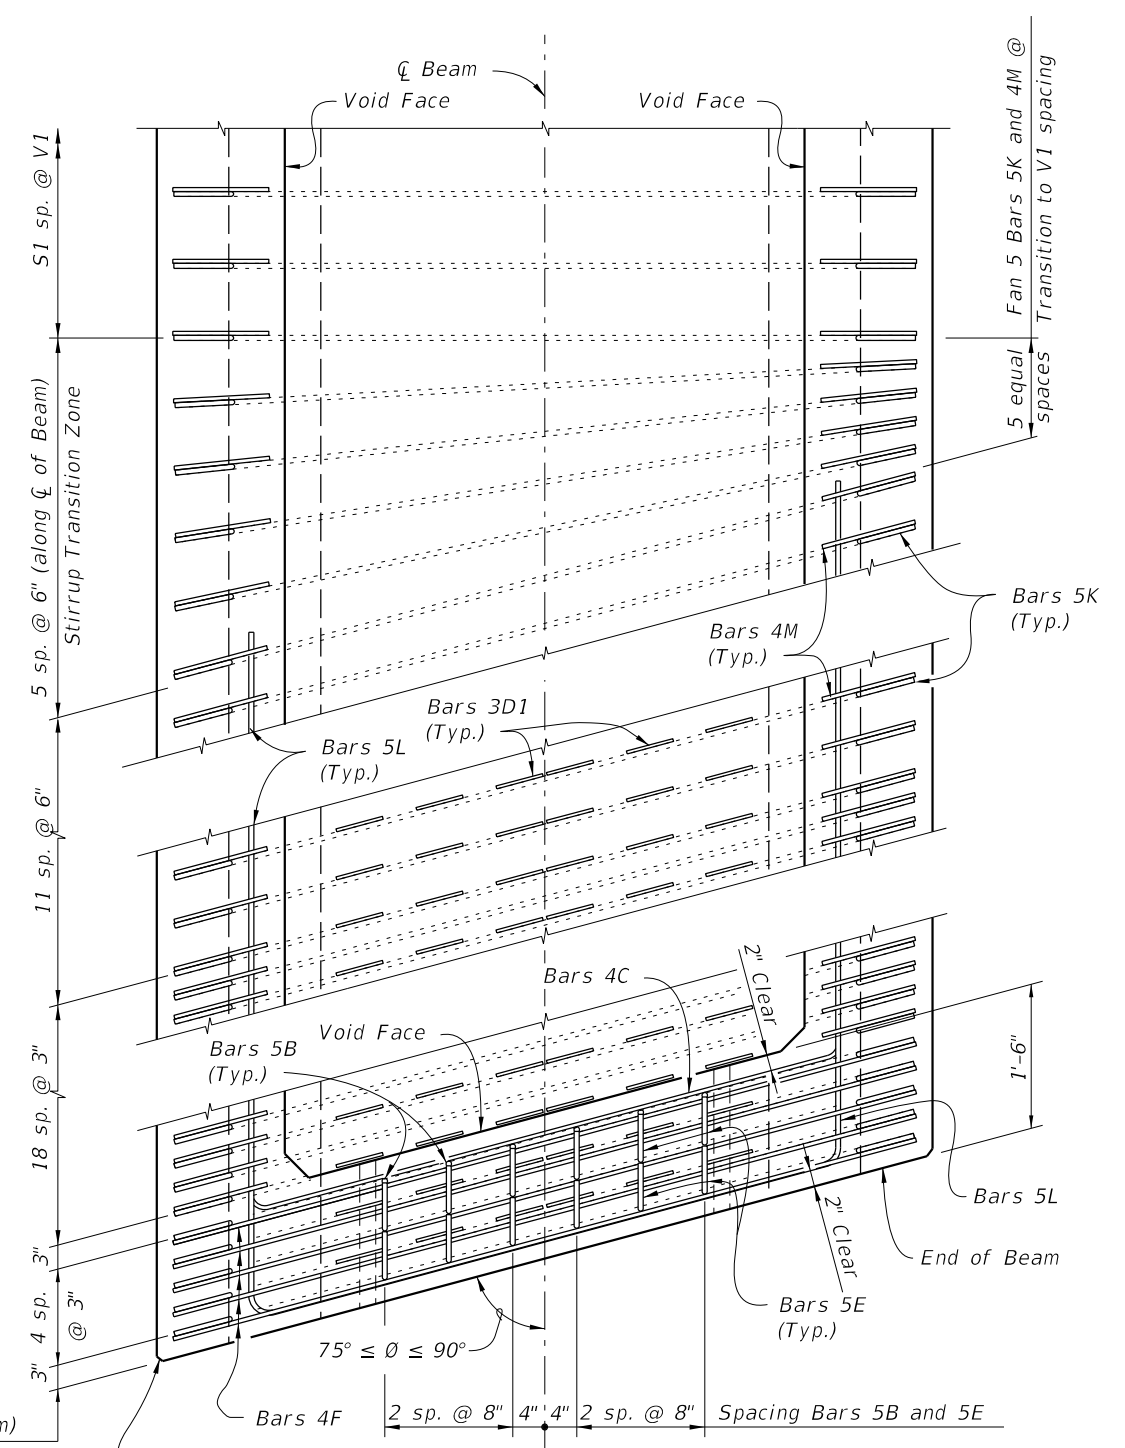 ℄ Beam
Void Face
Void Face
S1 sp. @ V1
Fan 5 Bars 5K and 4M @
Transition to V1 spacing
5 equal
spaces
5 sp. @ 6" (along ℄ of Beam)
Stirrup Transition Zone
Bars 5K
(Typ.)
Bars 4M
(Typ.)
Bars 3D1
(Typ.)
Bars 5L
(Typ.)
11 sp. @ 6"
Bars 4C
2" Clear
Void Face
Bars 5B
(Typ.)
1'-6"
18 sp. @ 3"
Bars 5L
2" Clear
End of Beam
3"
4 sp.
@ 3"
Bars 5E
(Typ.)
75° ≤ Ø ≤ 90°
3"
Bars 4F
2 sp. @ 8"
4"
4"
2 sp. @ 8"
Spacing Bars 5B and 5E
m)